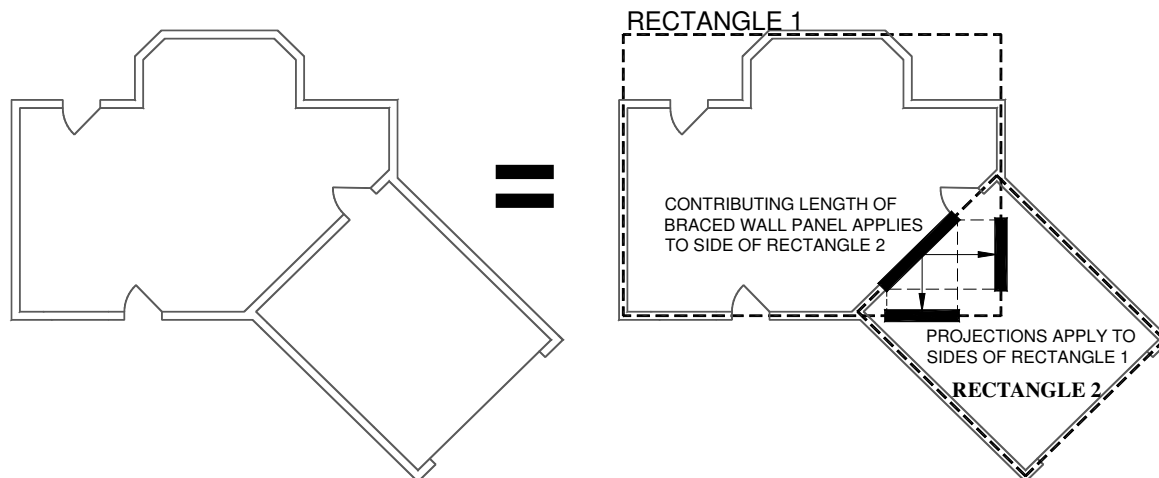 RECTANGLE 1
CONTRIBUTING LENGTH OF
BRACED WALL PANEL APPLIES
TO SIDE OF RECTANGLE 2
PROJECTIONS APPLY TO
SIDES OF RECTANGLE 1
RECTANGLE 2